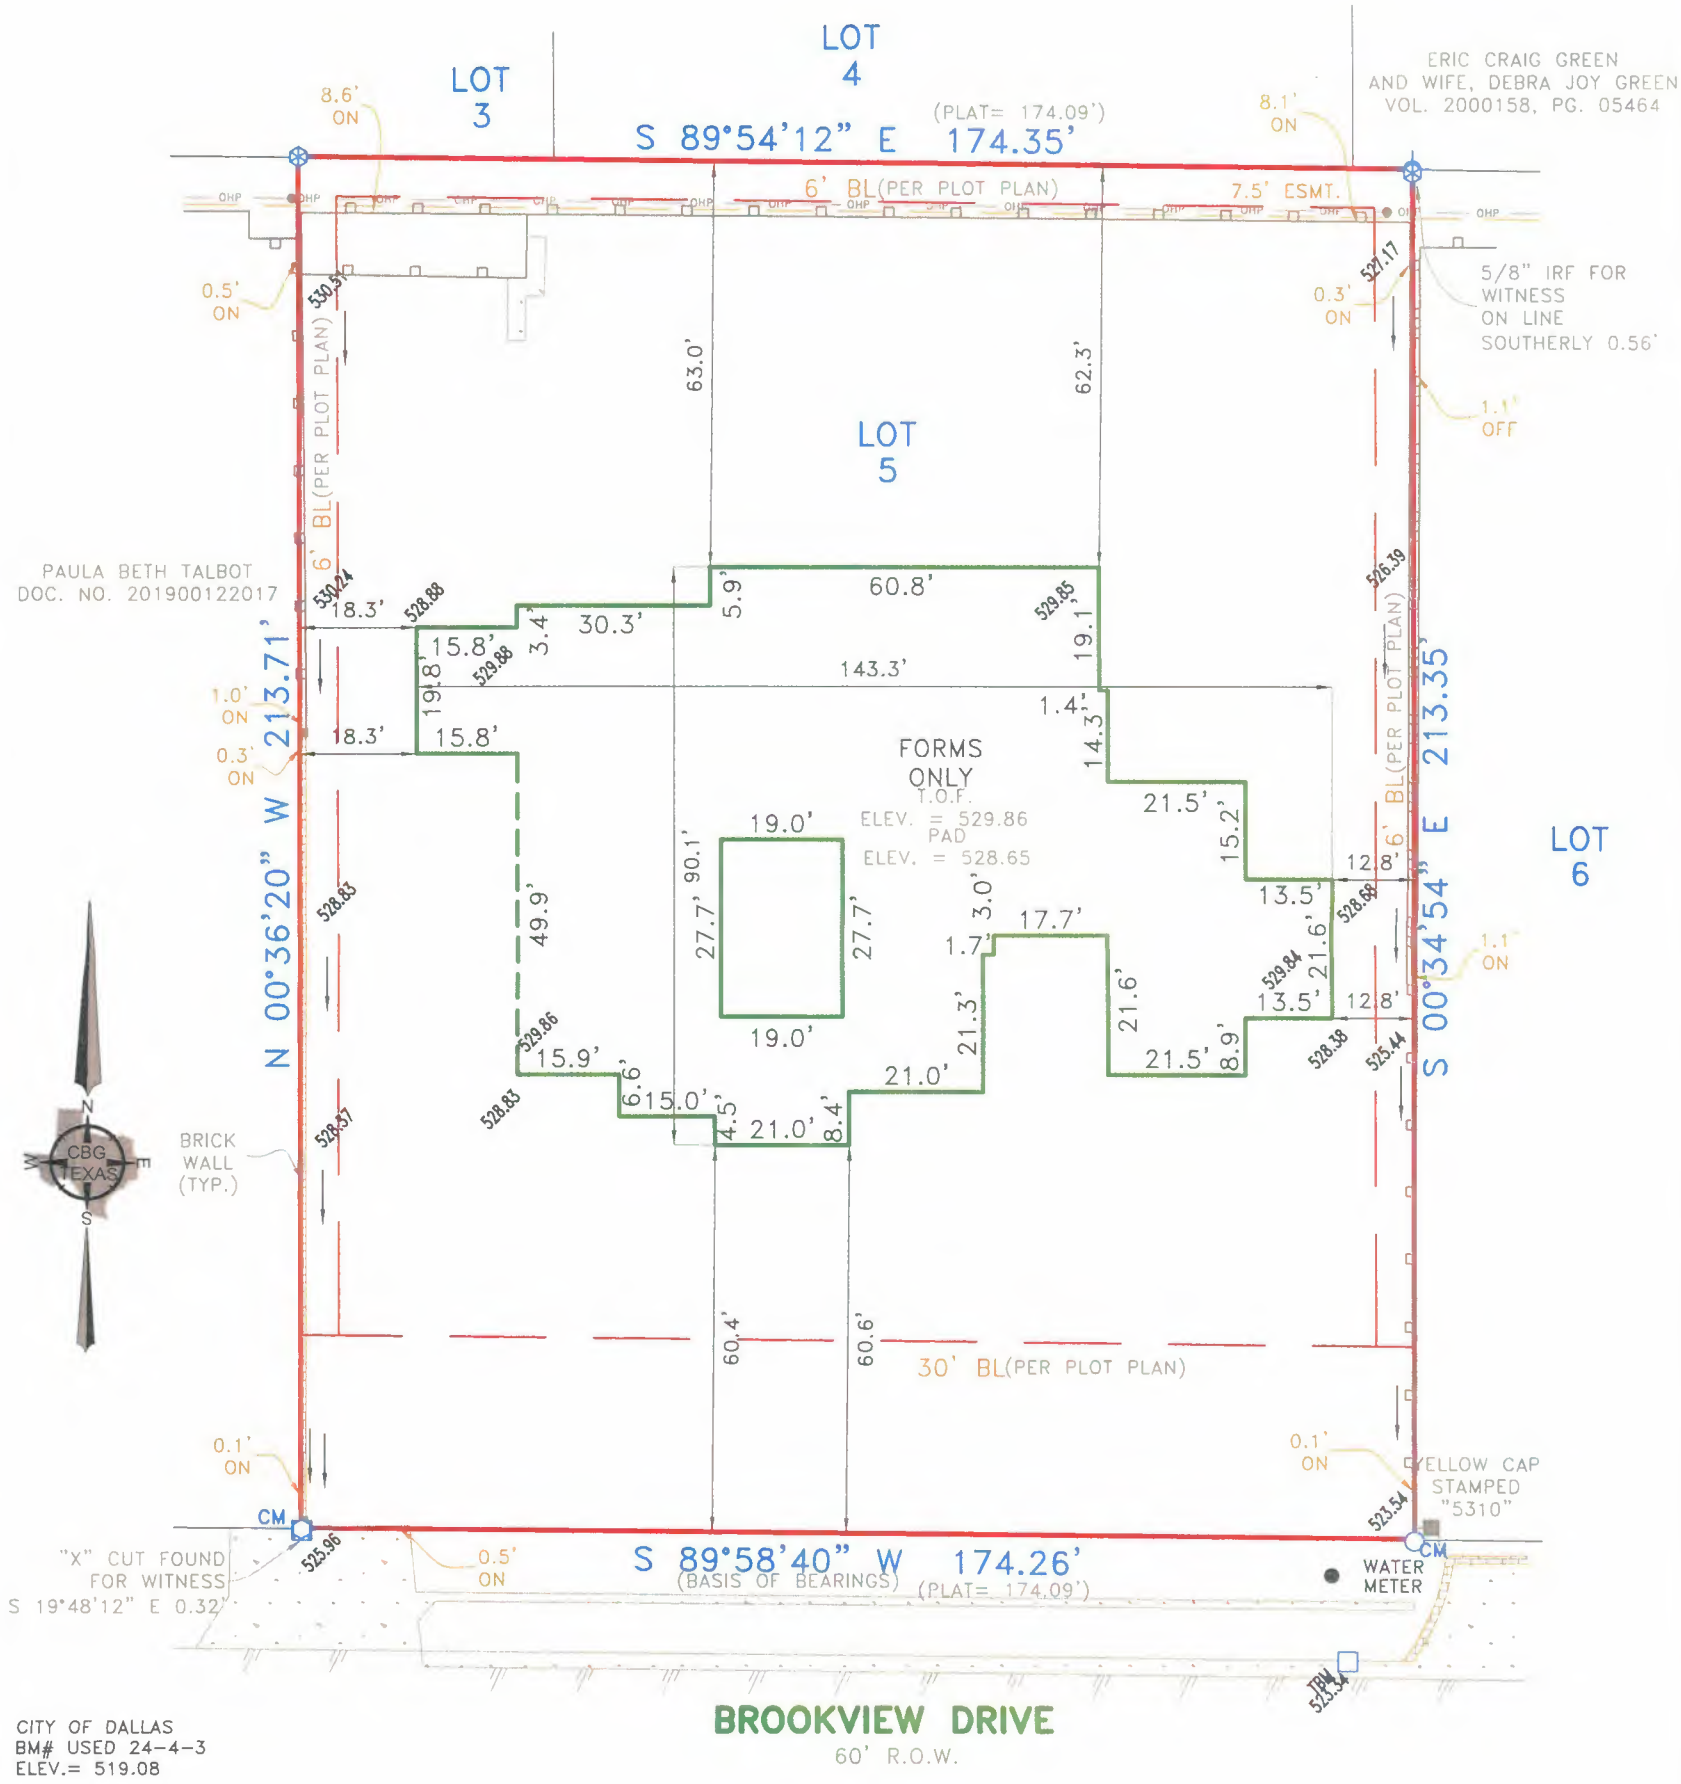 LOT
4
LOT
3
ERIC CRAIG GREEN
AND WIFE, DEBRA JOY GREEN
VOL. 2000158, PG. 05464
8.6'
ON
8.1'
ON
(PLAT= 174.09')
S 89°54'12" E 174.35'
6' BL(PER PLOT PLAN)
7.5' ESMT.
OHP
OHP
OHP
OHP
OHP
OHP
OHP
OHP
OHP
0.5'
ON
530.51
527.17
0.3'
ON
5/8" IRF FOR
WITNESS
ON LINE
SOUTHERLY 0.56'
6' BL(PER PLOT PLAN)
63.0'
62.3'
1.1'
OFF
LOT
5
PAULA BETH TALBOT
DOC. NO. 201900122017
530.24
18.3'
528.88
5.9'
60.8'
529.85
526.39
15.8'
3.4'
30.3'
19.1'
529.88
19.8'
143.3'
N 00°36'20" W 213.71'
1.0'
ON
18.3'
15.8'
0.3'
ON
1.4'
14.3'
FORMS
ONLY
T.O.F.
ELEV. = 529.86
PAD
ELEV. = 528.65
21.5'
15.2'
6' BL(PER PLOT PLAN)
S 00°34'54" E 213.35'
LOT
6
19.0'
90.1'
12.8'
13.5'
528.68
528.83
49.9'
27.7'
27.7'
3.0'
17.7'
1.7'
21.6'
529.84
1.1'
ON
13.5'
12.8'
21.3'
21.6'
529.86
19.0'
15.9'
21.5'
8.9'
528.38
525.44
6.6'
21.0'
528.83
15.0'
4.5'
21.0'
8.4'
528.37
N
W
CBG
TEXAS
E
S
BRICK
WALL
(TYP.)
60.4'
60.6'
30' BL(PER PLOT PLAN)
0.1'
ON
0.1'
ON
YELLOW CAP
STAMPED
"5310"
523.54
CM
CM
"X" CUT FOUND
FOR WITNESS
S 19°48'12" E 0.32'
525.96
0.5'
ON
S 89°58'40" W 174.26'
(BASIS OF BEARINGS)
(PLAT= 174.09')
WATER
METER
TBM
523.34
BROOKVIEW DRIVE
60' R.O.W.
CITY OF DALLAS
BM# USED 24-4-3
ELEV.= 519.08